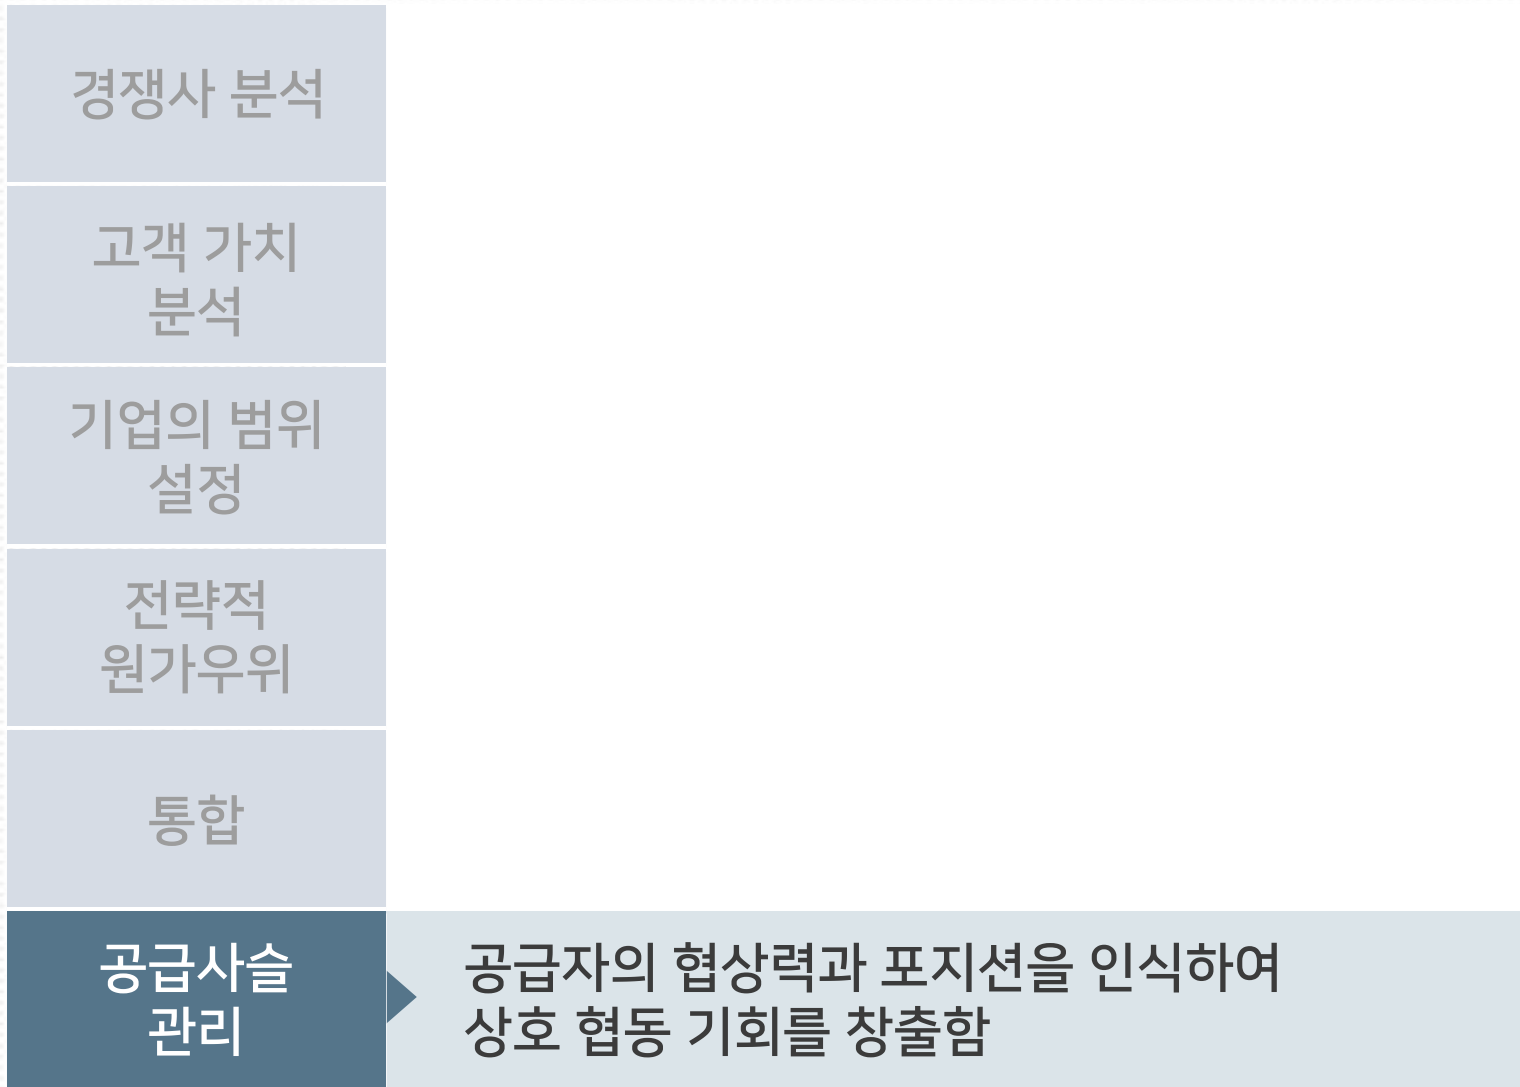 경쟁사 분석
고객 가치
분석
기업의 범위
설정
전략적
원가우위
통합
공급사슬
관리
공급자의 협상력과 포지션을 인식하여
상호 협동 기회를 창출함